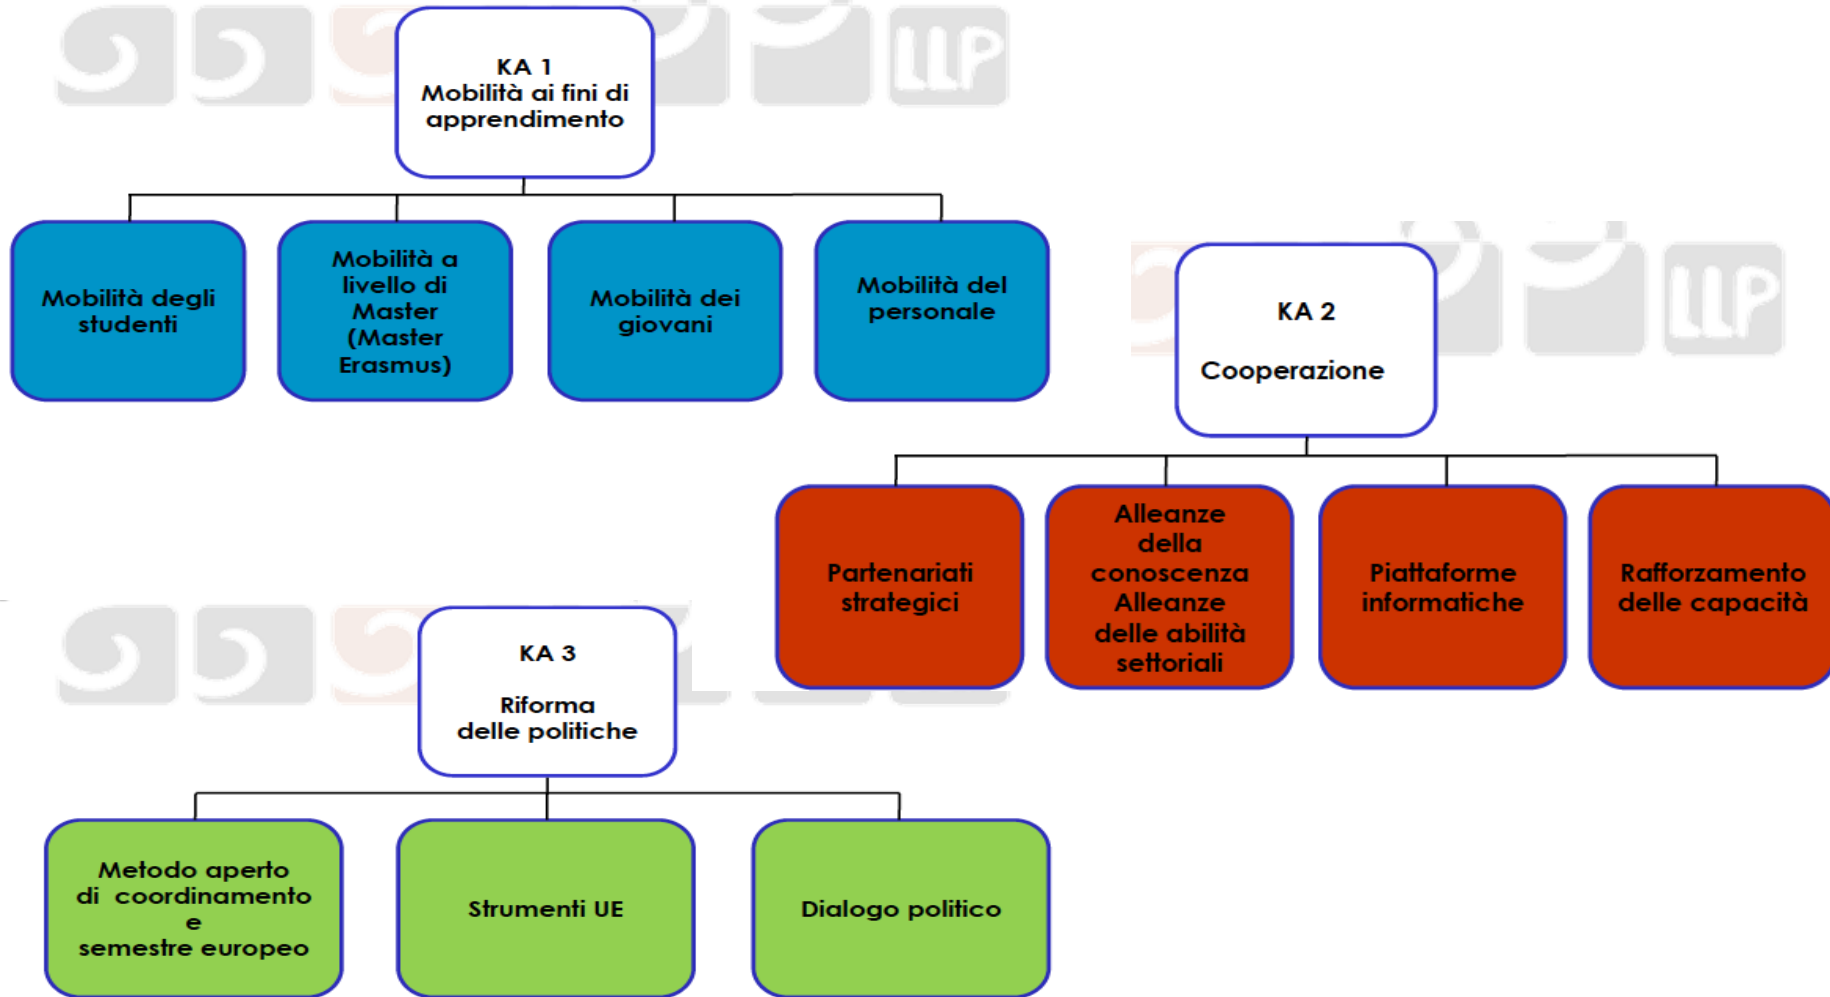 LLP
KA 1
Mobilità ai fini di
apprendimento
Mobilità degli
studenti
Mobilità a
livello di
Master
(Master
Erasmus)
Mobilità dei
giovani
Mobilità del
personale
LLP
KA 2
Cooperazione
Partenariati
strategici
Alleanze
della
conoscenza
Alleanze
delle abilità
settoriali
Piattaforme
informatiche
Rafforzamento
delle capacità
KA 3
Riforma
delle politiche
Metodo aperto
di coordinamento
e
semestre europeo
Strumenti UE
Dialogo politico